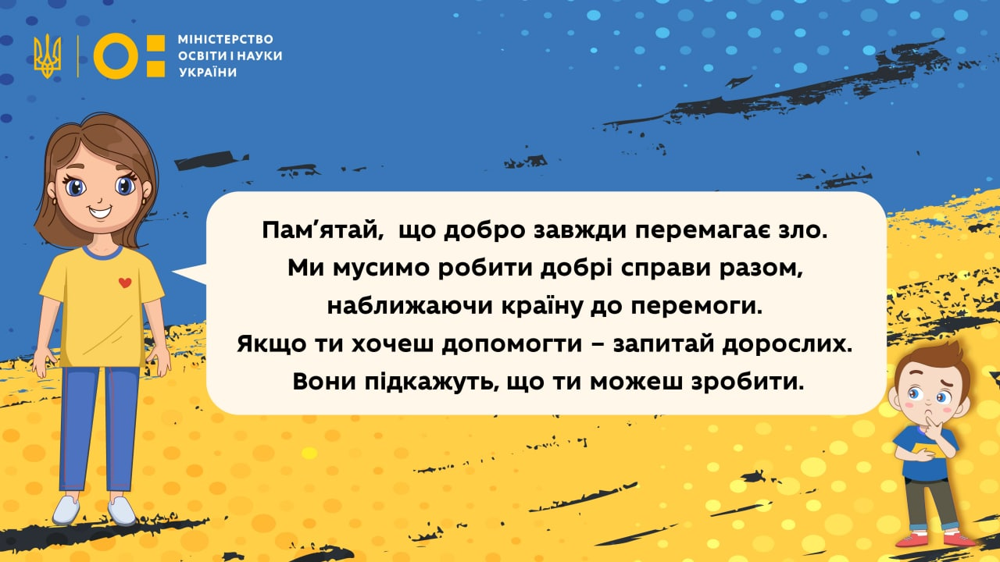 МІНІСТЕРСТВО
ОСВІТИ І НАУКИ
УКРАЇНИ
Пам’ятай, що добро завжди перемагає зло.
Ми мусимо робити добрі справи разом,
наближаючи країну до перемоги.
Якщо ти хочеш допомогти – запитай дорослих.
Вони підкажуть, що ти можеш зробити.